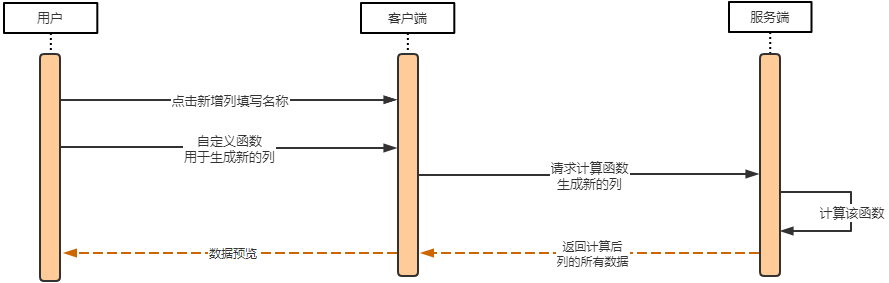 用户
客户端
服务端
点击新增列填写名称
自定义函数
用于生成新的列
请求计算函数
生成新的列
计算该函数
返回计算后
列的所有数据
数据预览